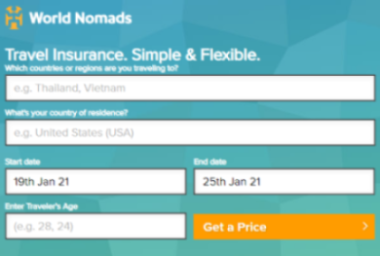 World Nomads
Travel Insurance. Simple & Flexible.
Which countries or regions are you traveling to?
e.g. Thailand, Vietnam
What's your country of residence?
e.g. United States (USA)
Start date
End date
19th Jan 21
25th Jan 21
Enter Traveler's Age
(e.g. 28, 24)
Get a Price